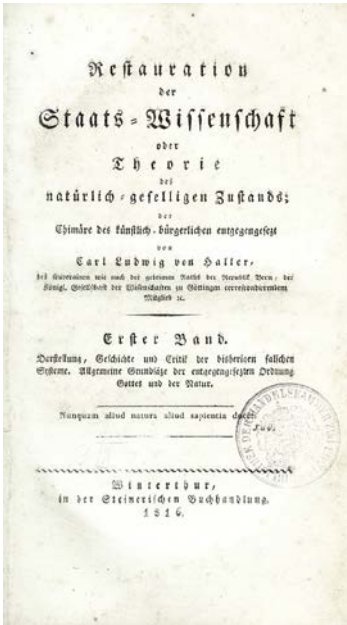 Restauration
der
Staats-Wissenschaft
oder
Theorie
des
natürlich-geselligen Zustands;
der
Chimäre des künstlich-bürgerlichen entgegengesezt
von
Carl Ludwig von Haller,
des souverainen wie auch des geheimen Raths der Republik Bern, der
Königl. Gesellschaft der Wissenschaften zu Göttingen correspondirendem
Mitglied ec.
Erster Band.
Darstellung, Geschichte und Critik der bisherigen falschen
Systeme. Allgemeine Grundsäze der entgegengesezten Ordnung
Gottes und der Natur.
Nunquam aliud natura aliud sapientia docet.
Juv.
Winterthur,
in der Steinerischen Buchhandlung.
1816.